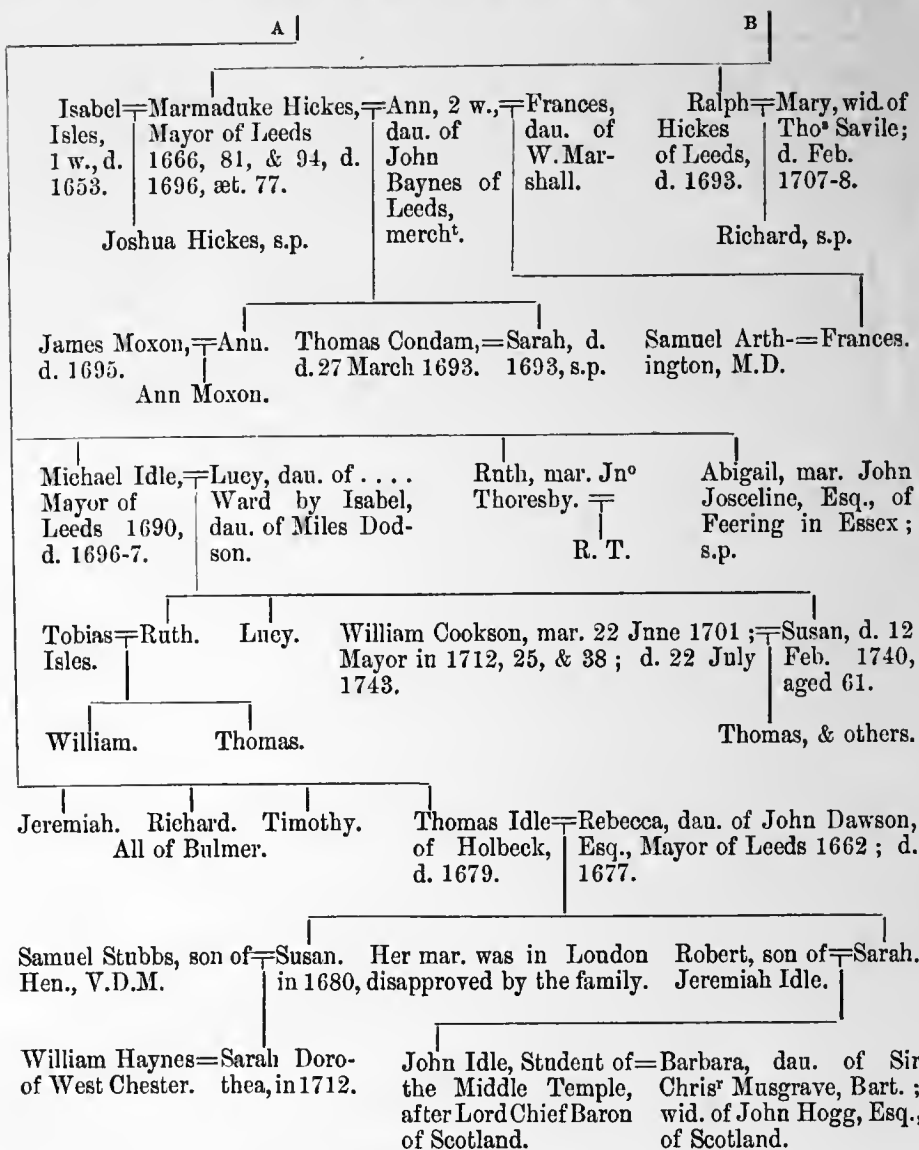 A
B
Isabel
Isles,
1 w., d.
1653.
Marmaduke Hickes,
Mayor of Leeds
1666, 81, & 94, d.
1696, æt. 77.
Ann, 2 w.,
dau. of
John
Baynes of
Leeds,
mercht.
Frances,
dau. of
W. Mar-
shall.
Ralph
Hickes
of Leeds,
d. 1693.
Mary, wid. of
Thos Savile;
d. Feb.
1707-8.
Joshua Hickes, s.p.
Richard, s.p.
James Moxon,
d. 1695.
Ann.
Ann Moxon.
Thomas Condam,=
d. 27 March 1693.
Sarah, d.
1693, s.p.
Samuel Arth-=
ington, M.D.
Frances.
Michael Idle,
Mayor of
Leeds 1690,
d. 1696-7.
Lucy, dau. of ....
Ward by Isabel,
dau. of Miles Dod-
son.
Ruth, mar. Jno
Thoresby.
R. T.
Abigail, mar. John
Josceline, Esq., of
Feering in Essex;
s.p.
Tobias
Isles.
Ruth.
Lucy.
William Cookson, mar. 22 June 1701;
Mayor in 1712, 25, & 38; d. 22 July
1743.
Susan, d. 12
Feb. 1740,
aged 61.
William.
Thomas.
Thomas, & others.
Jeremiah. Richard. Timothy.
All of Bulmer.
Thomas Idle
of Holbeck,
d. 1679.
Rebecca, dau. of John Dawson,
Esq., Mayor of Leeds 1662; d.
1677.
Samuel Stubbs, son of
Hen., V.D.M.
Susan. Her mar. was in London
in 1680, disapproved by the family.
Robert, son of
Jeremiah Idle.
Sarah.
William Haynes=
of West Chester.
Sarah Doro-
thea, in 1712.
John Idle, Student of=
the Middle Temple,
after Lord Chief Baron
of Scotland.
Barbara, dau. of Sir
Chrisr Musgrave, Bart.;
wid. of John Hogg, Esq.,
of Scotland.